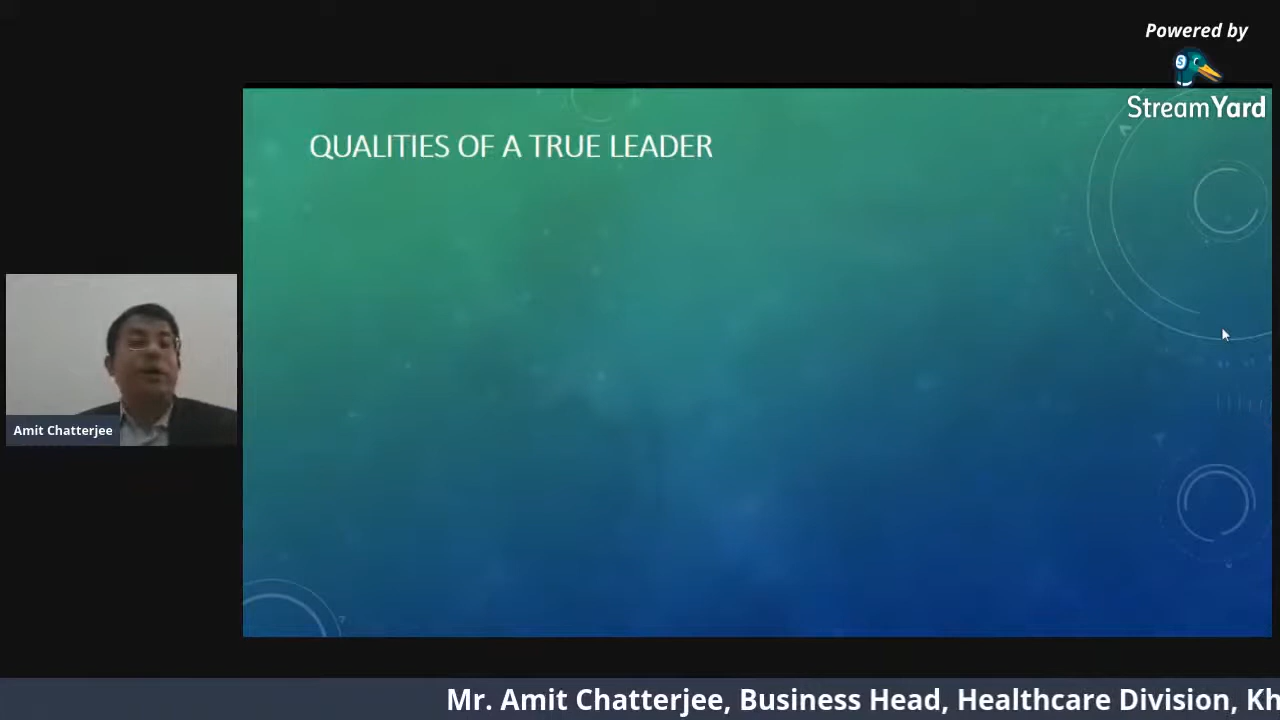 Powered by
StreamYard
QUALITIES OF A TRUE LEADER
Amit Chatterjee
Mr. Amit Chatterjee, Business Head, Healthcare Division, Kh